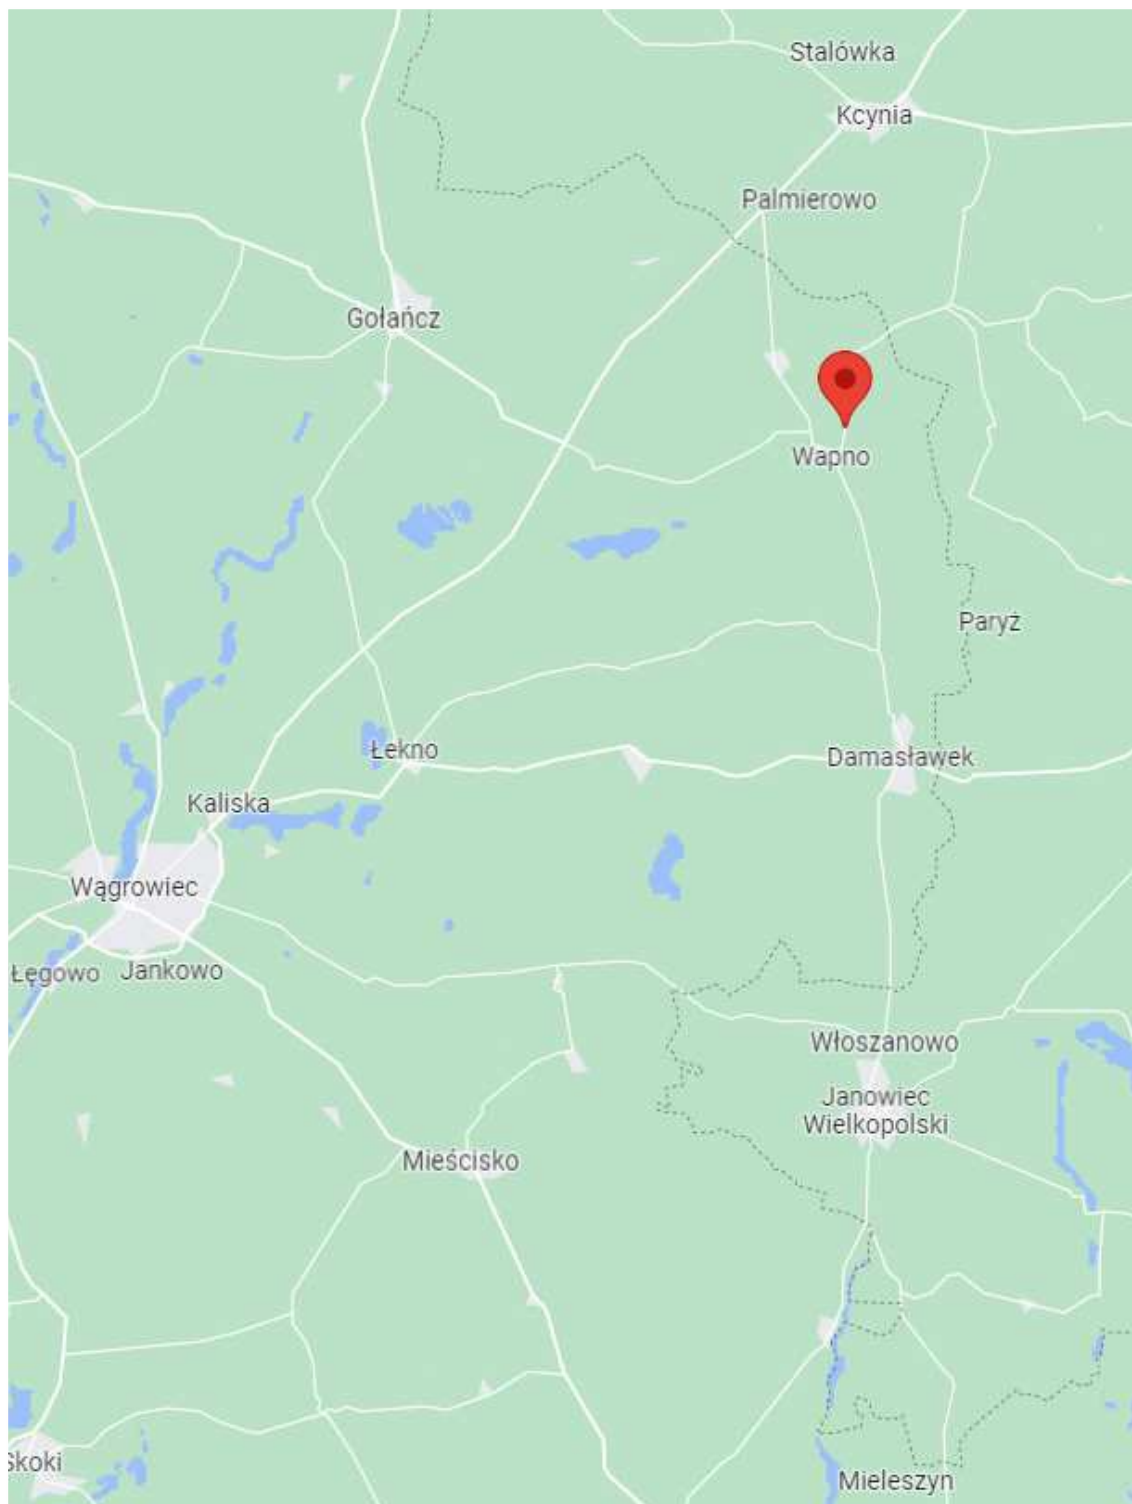 Stalówka
Kcynia
Palmierowo
Gołańcz
Wapno
Paryż
Łekno
Damasławek
Kaliska
Wągrowiec
Łęgowo
Jankowo
Włoszanowo
Janowiec
Wielkopolski
Mieścisko
Skoki
Mieleszyn